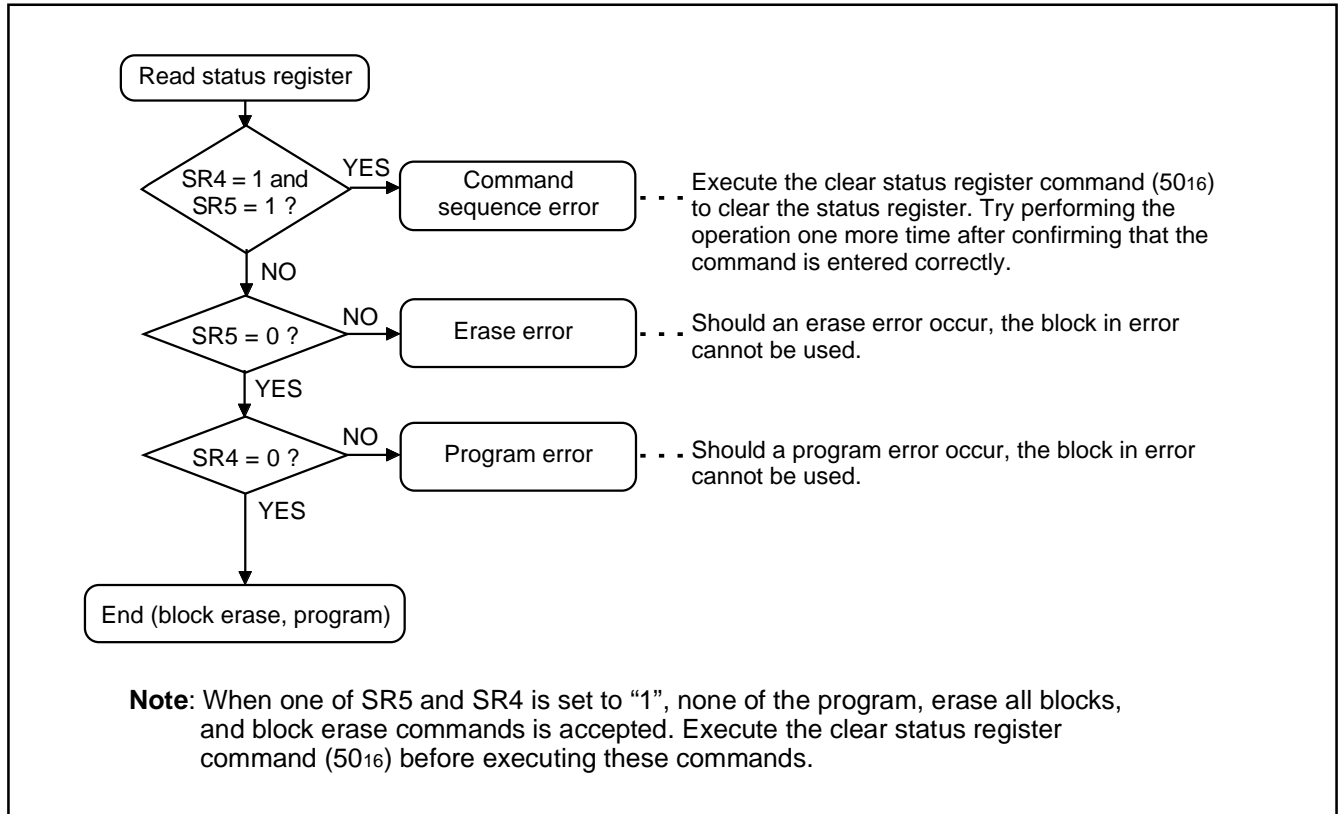 Read status register
SR4 = 1 and
SR5 = 1 ?
YES
Command
sequence error
Execute the clear status register command (5016)
to clear the status register. Try performing the
operation one more time after confirming that the
command is entered correctly.
NO
SR5 = 0 ?
NO
Erase error
Should an erase error occur, the block in error
cannot be used.
YES
SR4 = 0 ?
NO
Program error
Should a program error occur, the block in error
cannot be used.
YES
End (block erase, program)
Note: When one of SR5 and SR4 is set to “1”, none of the program, erase all blocks,
and block erase commands is accepted. Execute the clear status register
command (5016) before executing these commands.